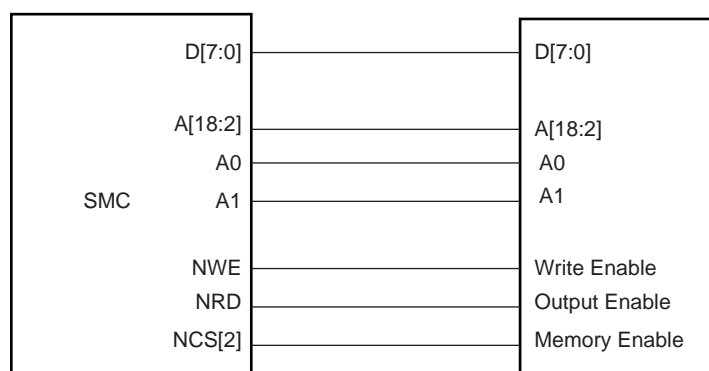 D[7:0] D[7:0]
A[18:2] A[18:2]
A0 A0
SMC A1 A1
NWE Write Enable
NRD Output Enable
NCS[2] Memory Enable